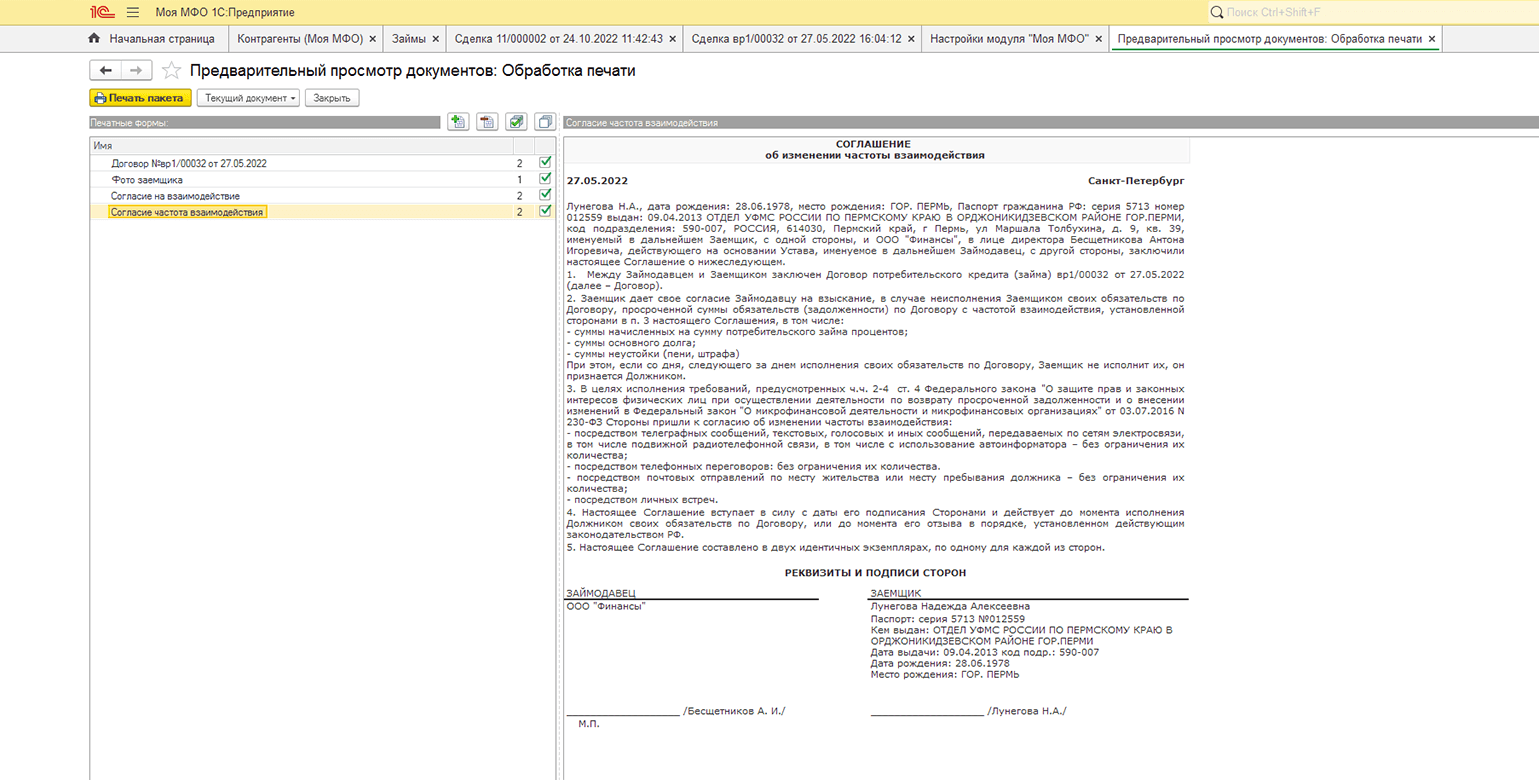 1С Моя МФО 1С:Предприятие
Поиск Ctrl+Shift+F
Начальная страница
Контрагенты (Моя МФО) ×
Займы ×
Сделка 11/000002 от 24.10.2022 11:42:43 ×
Сделка вр1/00032 от 27.05.2022 16:04:12 ×
Настройки модуля "Моя МФО" ×
Предварительный просмотр документов: Обработка печати ×
Предварительный просмотр документов: Обработка печати
Печать пакета
Текущий документ
Закрыть
Печатные формы:
Имя
Договор №вр1/00032 от 27.05.2022 2
Фото заемщика 1
Согласие на взаимодействие 2
Согласие частота взаимодействия 2
Согласие частота взаимодействия
СОГЛАШЕНИЕ
об изменении частоты взаимодействия
27.05.2022 Санкт-Петербург
Лунегова Н.А., дата рождения: 28.06.1978, место рождения: ГОР. ПЕРМЬ, Паспорт гражданина РФ: серия 5713 номер
012559 выдан: 09.04.2013 ОТДЕЛ УФМС РОССИИ ПО ПЕРМСКОМУ КРАЮ В ОРДЖОНИКИДЗЕВСКОМ РАЙОНЕ ГОР.ПЕРМИ,
код подразделения: 590-007, РОССИЯ, 614030, Пермский край, г Пермь, ул Маршала Толбухина, д. 9, кв. 39,
именуемый в дальнейшем Заемщик, с одной стороны, и ООО "Финансы", в лице директора Бесщетникова Антона
Игоревича, действующего на основании Устава, именуемое в дальнейшем Займодавец, с другой стороны, заключили
настоящее Соглашение о нижеследующем.
1. Между Займодавцем и Заемщиком заключен Договор потребительского кредита (займа) вр1/00032 от 27.05.2022
(далее – Договор).
2. Заемщик дает свое согласие Займодавцу на взыскание, в случае неисполнения Заемщиком своих обязательств по
Договору, просроченной суммы обязательств (задолженности) по Договору с частотой взаимодействия, установленной
сторонами в п. 3 настоящего Соглашения, в том числе:
- суммы начисленных на сумму потребительского займа процентов;
- суммы основного долга;
- суммы неустойки (пени, штрафа)
При этом, если со дня, следующего за днем исполнения своих обязательств по Договору, Заемщик не исполнит их, он
признается Должником.
3. В целях исполнения требований, предусмотренных ч.ч. 2-4 ст. 4 Федерального закона "О защите прав и законных
интересов физических лиц при осуществлении деятельности по возврату просроченной задолженности и о внесении
изменений в Федеральный закон "О микрофинансовой деятельности и микрофинансовых организациях" от 03.07.2016 N
230-ФЗ Стороны пришли к согласию об изменении частоты взаимодействия:
- посредством телеграфных сообщений, текстовых, голосовых и иных сообщений, передаваемых по сетям электросвязи,
в том числе подвижной радиотелефонной связи, в том числе с использование автоинформатора – без ограничения их
количества;
- посредством телефонных переговоров: без ограничения их количества.
- посредством почтовых отправлений по месту жительства или месту пребывания должника – без ограничения их
количества;
- посредством личных встреч.
4. Настоящее Соглашение вступает в силу с даты его подписания Сторонами и действует до момента исполнения
Должником своих обязательств по Договору, или до момента его отзыва в порядке, установленном действующим
законодательством РФ.
5. Настоящее Соглашение составлено в двух идентичных экземплярах, по одному для каждой из сторон.
РЕКВИЗИТЫ И ПОДПИСИ СТОРОН
ЗАЙМОДАВЕЦ
ООО "Финансы"
ЗАЕМЩИК
Лунегова Надежда Алексеевна
Паспорт: серия 5713 №012559
Кем выдан: ОТДЕЛ УФМС РОССИИ ПО ПЕРМСКОМУ КРАЮ В
ОРДЖОНИКИДЗЕВСКОМ РАЙОНЕ ГОР.ПЕРМИ
Дата выдачи: 09.04.2013 код подр.: 590-007
Дата рождения: 28.06.1978
Место рождения: ГОР. ПЕРМЬ
/Бесщетников А. И./ /Лунегова Н.А./
М.П.